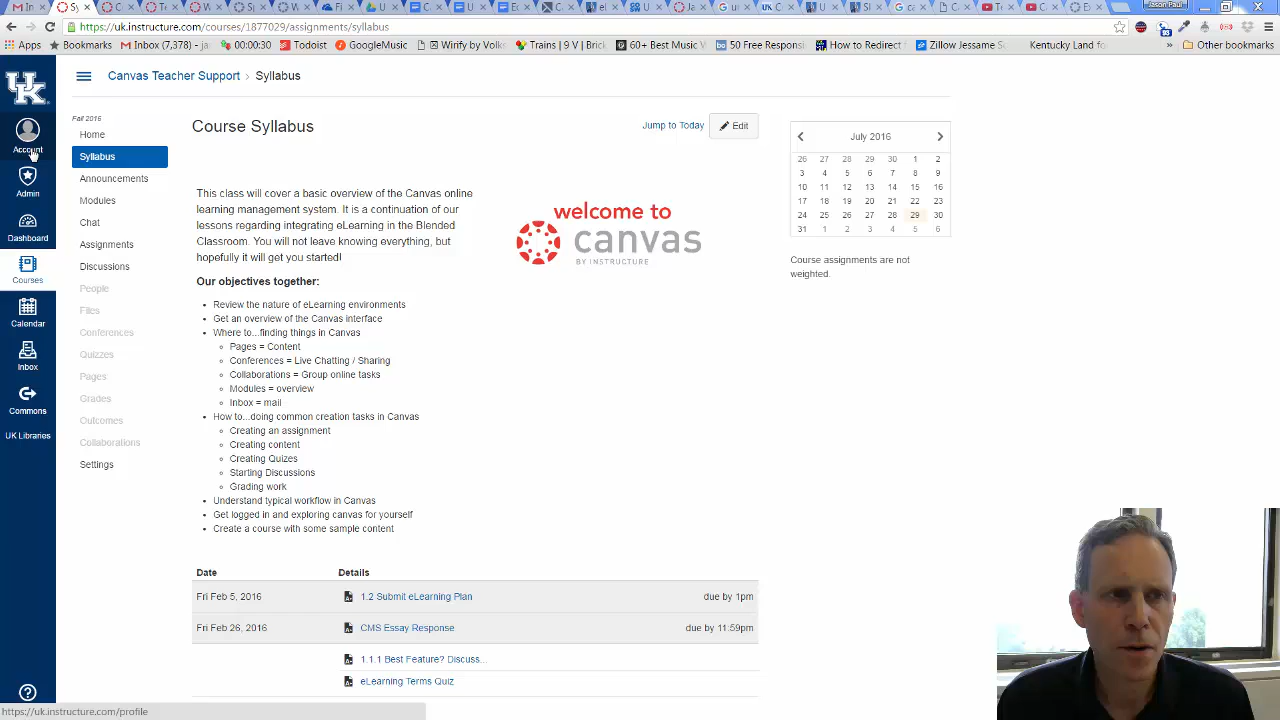 Jason Paul
https://uk.instructure.com/courses/1877029/assignments/syllabus
Apps Bookmarks Inbox (7,378) - j 00:00:30 Todoist GoogleMusic Winfy by Volke Trains | 9 V | Brick 60+ Best Music V 50 Free Responsi How to Redirect Zillow Jessame S Kentucky Land fo » Other bookmarks
UK
Account
Admin
Dashboard
Courses
Calendar
Inbox
Commons
UK Libraries
Canvas Teacher Support › Syllabus
Fall 2016
Home
Syllabus
Announcements
Modules
Chat
Assignments
Discussions
People
Files
Conferences
Quizzes
Pages
Grades
Outcomes
Collaborations
Settings
Course Syllabus
Jump to Today Edit
This class will cover a basic overview of the Canvas online
learning management system. It is a continuation of our
lessons regarding integrating eLearning in the Blended
Classroom. You will not leave knowing everything, but
hopefully it will get you started!
welcome to
canvas
BY INSTRUCTURE
Our objectives together:
Review the nature of eLearning environments
Get an overview of the Canvas interface
Where to...finding things in Canvas
Pages = Content
Conferences = Live Chatting / Sharing
Collaborations = Group online tasks
Modules = overview
Inbox = mail
How to...doing common creation tasks in Canvas
Creating an assignment
Creating content
Creating Quizes
Starting Discussions
Grading work
Understand typical workflow in Canvas
Get logged in and exploring canvas for yourself
Create a course with some sample content
Date Details
Fri Feb 5, 2016 1.2 Submit eLearning Plan due by 1pm
Fri Feb 26, 2016 CMS Essay Response due by 11:59pm
1.1.1 Best Feature? Discuss...
eLearning Terms Quiz
July 2016
26 27 28 29 30 1 2
3 4 5 6 7 8 9
10 11 12 13 14 15 16
17 18 19 20 21 22 23
24 25 26 27 28 29 30
31 1 2 3 4 5 6
Course assignments are not
weighted.
https://uk.instructure.com/profile